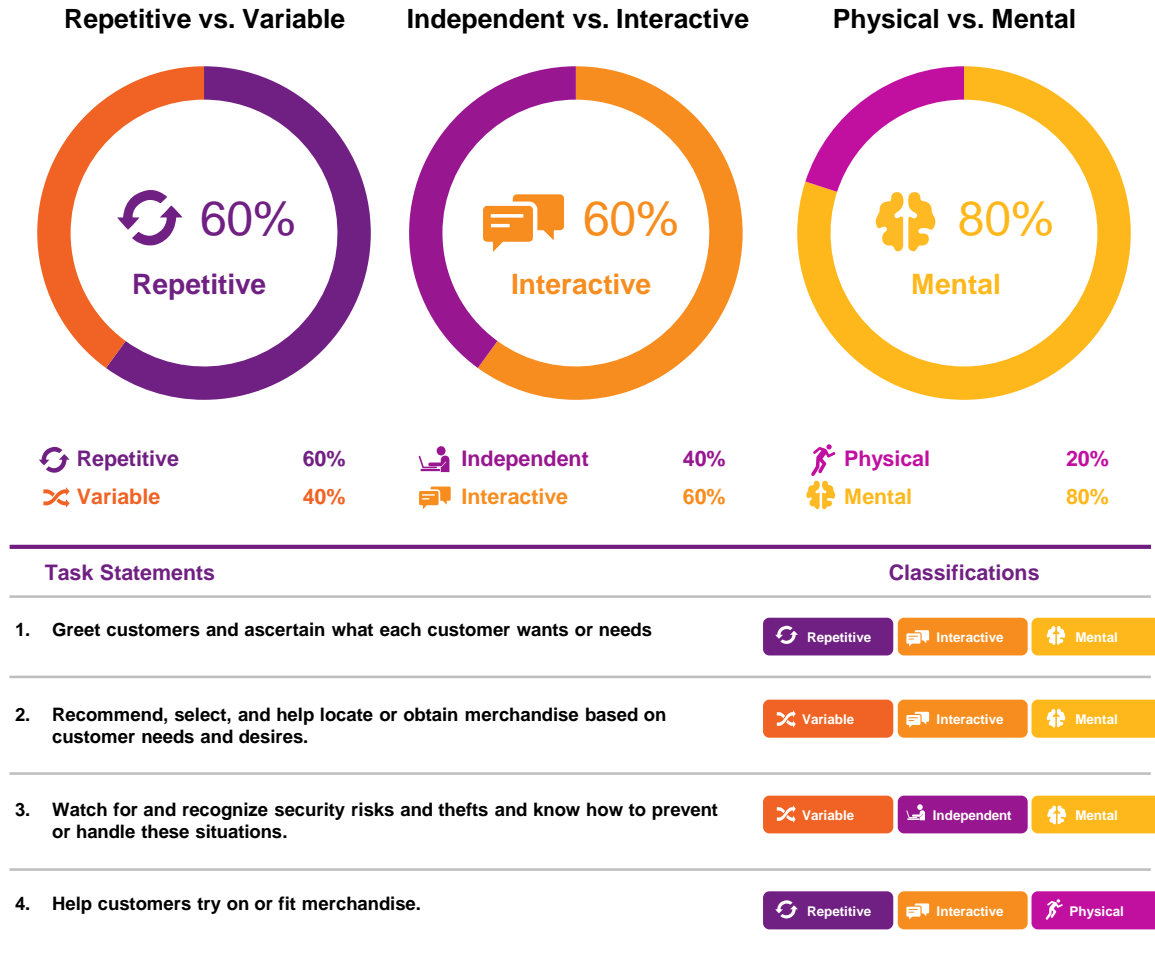 Repetitive vs. Variable
Independent vs. Interactive
Physical vs. Mental
60%
Repetitive
60%
Interactive
80%
Mental
Repetitive 60%
Variable 40%
Independent 40%
Interactive 60%
Physical 20%
Mental 80%
Task Statements
Classifications
1. Greet customers and ascertain what each customer wants or needs
Repetitive Interactive Mental
2. Recommend, select, and help locate or obtain merchandise based on
customer needs and desires.
Variable Interactive Mental
3. Watch for and recognize security risks and thefts and know how to prevent
or handle these situations.
Variable Independent Mental
4. Help customers try on or fit merchandise.
Repetitive Interactive Physical